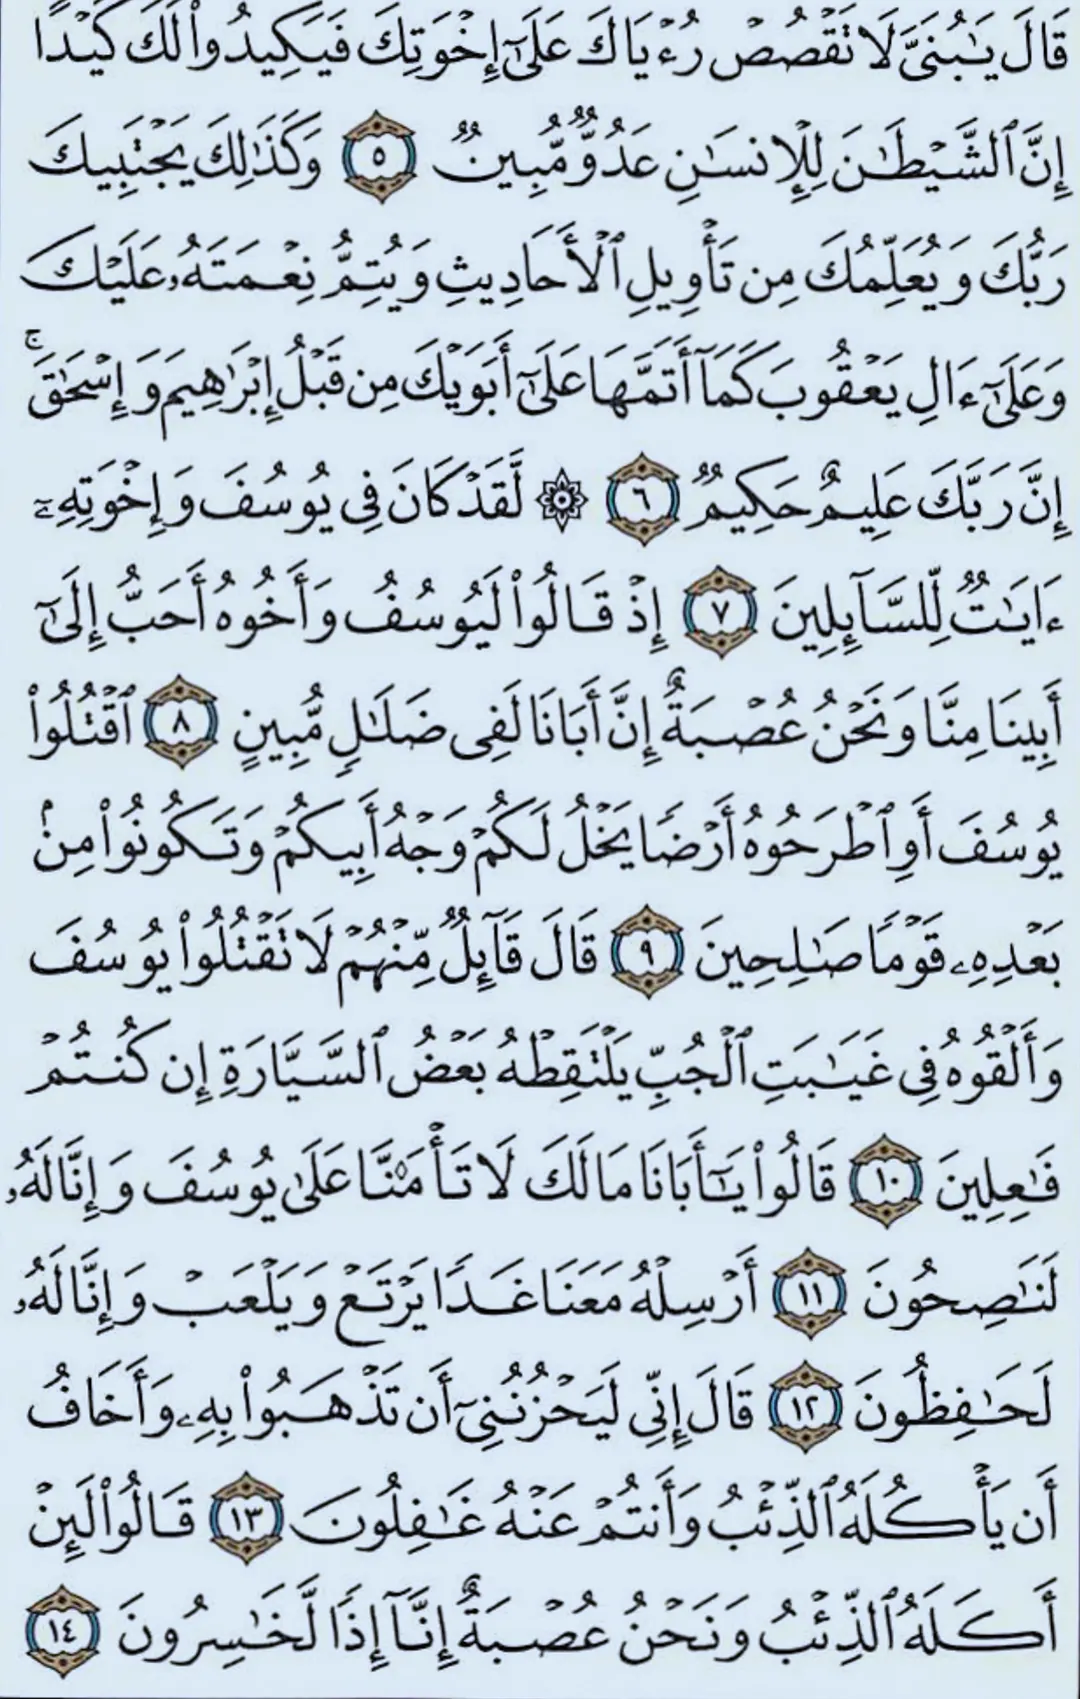 قَالَ يَٰبُنَيَّ لَا تَقْصُصْ رُءْيَاكَ عَلَىٰٓ إِخْوَتِكَ فَيَكِيدُوا۟ لَكَ كَيْدًا
إِنَّ ٱلشَّيْطَٰنَ لِلْإِنسَٰنِ عَدُوٌّ مُّبِينٌ ٥ وَكَذَٰلِكَ يَجْتَبِيكَ
رَبُّكَ وَيُعَلِّمُكَ مِن تَأْوِيلِ ٱلْأَحَادِيثِ وَيُتِمُّ نِعْمَتَهُۥ عَلَيْكَ
وَعَلَىٰٓ ءَالِ يَعْقُوبَ كَمَآ أَتَمَّهَا عَلَىٰٓ أَبَوَيْكَ مِن قَبْلُ إِبْرَٰهِيمَ وَإِسْحَٰقَ ۚ
إِنَّ رَبَّكَ عَلِيمٌ حَكِيمٌ ٦ ۞ لَّقَدْ كَانَ فِى يُوسُفَ وَإِخْوَتِهِۦٓ
ءَايَٰتٌ لِّلسَّآئِلِينَ ٧ إِذْ قَالُوا۟ لَيُوسُفُ وَأَخُوهُ أَحَبُّ إِلَىٰٓ
أَبِينَا مِنَّا وَنَحْنُ عُصْبَةٌ إِنَّ أَبَانَا لَفِى ضَلَٰلٍ مُّبِينٍ ٨ ٱقْتُلُوا۟
يُوسُفَ أَوِ ٱطْرَحُوهُ أَرْضًا يَخْلُ لَكُمْ وَجْهُ أَبِيكُمْ وَتَكُونُوا۟ مِنۢ
بَعْدِهِۦ قَوْمًا صَٰلِحِينَ ٩ قَالَ قَآئِلٌ مِّنْهُمْ لَا تَقْتُلُوا۟ يُوسُفَ
وَأَلْقُوهُ فِى غَيَٰبَتِ ٱلْجُبِّ يَلْتَقِطْهُ بَعْضُ ٱلسَّيَّارَةِ إِن كُنتُمْ
فَٰعِلِينَ ١٠ قَالُوا۟ يَٰٓأَبَانَا مَا لَكَ لَا تَأْمَ۫نَّا عَلَىٰ يُوسُفَ وَإِنَّا لَهُۥ
لَنَٰصِحُونَ ١١ أَرْسِلْهُ مَعَنَا غَدًا يَرْتَعْ وَيَلْعَبْ وَإِنَّا لَهُۥ
لَحَٰفِظُونَ ١٢ قَالَ إِنِّى لَيَحْزُنُنِىٓ أَن تَذْهَبُوا۟ بِهِۦ وَأَخَافُ
أَن يَأْكُلَهُ ٱلذِّئْبُ وَأَنتُمْ عَنْهُ غَٰفِلُونَ ١٣ قَالُوا۟ لَئِنْ
أَكَلَهُ ٱلذِّئْبُ وَنَحْنُ عُصْبَةٌ إِنَّآ إِذًا لَّخَٰسِرُونَ ١٤